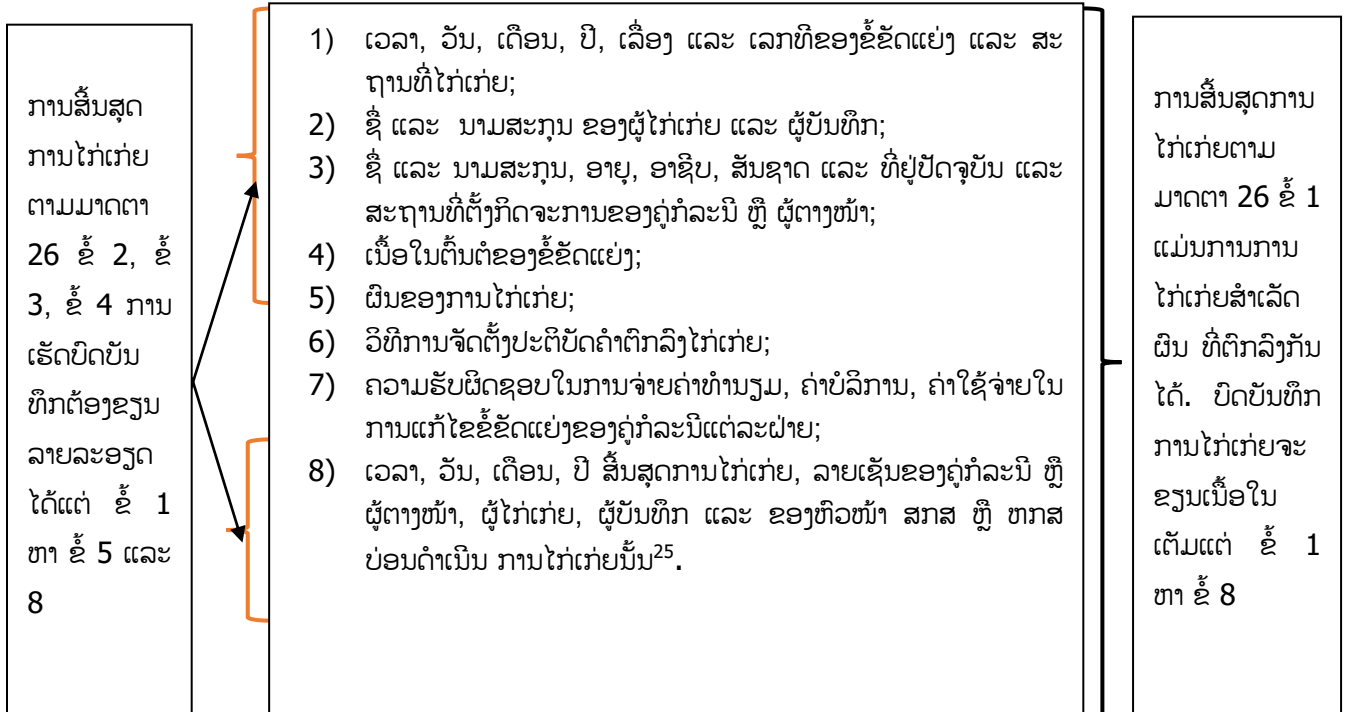 ການສິ້ນສຸດ
ການໄກ່ເກ່ຍ
ຕາມມາດຕາ
26 ຂໍ້ 2, ຂໍ້
3, ຂໍ້ 4 ການ
ເຮັດບົດບັນ
ທຶກຕ້ອງຂຽນ
ລາຍລະອຽດ
ໄດ້ແຕ່ ຂໍ້ 1
ຫາ ຂໍ້ 5 ແລະ
8
1) ເວລາ, ວັນ, ເດືອນ, ປີ, ເລື່ອງ ແລະ ເລກທີຂອງຂໍ້ຂັດແຍ່ງ ແລະ ສະ
ຖານທີ່ໄກ່ເກ່ຍ;
2) ຊື່ ແລະ ນາມສະກຸນ ຂອງຜູ້ໄກ່ເກ່ຍ ແລະ ຜູ້ບັນທຶກ;
3) ຊື່ ແລະ ນາມສະກຸນ, ອາຍຸ, ອາຊີບ, ສັນຊາດ ແລະ ທີ່ຢູ່ປັດຈຸບັນ ແລະ
ສະຖານທີ່ຕັ້ງກິດຈະການຂອງຄູ່ກໍລະນີ ຫຼື ຜູ້ຕາງໜ້າ;
4) ເນື້ອໃນຕົ້ນຕໍຂອງຂໍ້ຂັດແຍ່ງ;
5) ຜົນຂອງການໄກ່ເກ່ຍ;
6) ວິທີການຈັດຕັ້ງປະຕິບັດຄໍາຕົກລົງໄກ່ເກ່ຍ;
7) ຄວາມຮັບຜິດຊອບໃນການຈ່າຍຄ່າທໍານຽມ, ຄ່າບໍລິການ, ຄ່າໃຊ້ຈ່າຍໃນ
ການແກ້ໄຂຂໍ້ຂັດແຍ່ງຂອງຄູ່ກໍລະນີແຕ່ລະຝ່າຍ;
8) ເວລາ, ວັນ, ເດືອນ, ປີ ສິ້ນສຸດການໄກ່ເກ່ຍ, ລາຍເຊັນຂອງຄູ່ກໍລະນີ ຫຼື
ຜູ້ຕາງໜ້າ, ຜູ້ໄກ່ເກ່ຍ, ຜູ້ບັນທຶກ ແລະ ຂອງຫົວໜ້າ ສກສ ຫຼື ຫກສ
ບ່ອນດໍາເນີນ ການໄກ່ເກ່ຍນັ້ນ25.
ການສິ້ນສຸດການ
ໄກ່ເກ່ຍຕາມ
ມາດຕາ 26 ຂໍ້ 1
ແມ່ນການການ
ໄກ່ເກ່ຍສໍາເລັດ
ຜົນ ທີ່ຕົກລົງກັນ
ໄດ້. ບົດບັນທຶກ
ການໄກ່ເກ່ຍຈະ
ຂຽນເນື້ອໃນ
ເຕັມແຕ່ ຂໍ້ 1
ຫາ ຂໍ້ 8